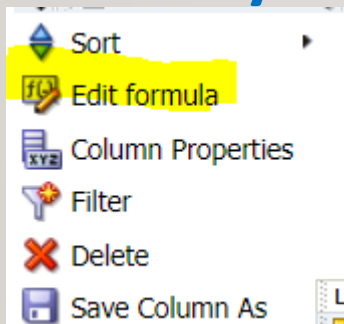 Sort
Edit formula
Column Properties
Filter
Delete
Save Column As